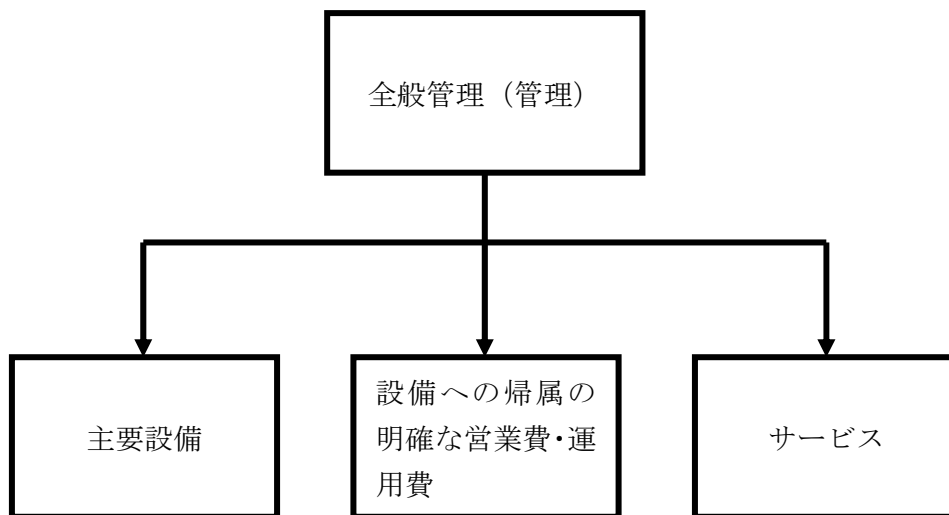 全般管理（管理）
主要設備
設備への帰属の
明確な営業費・運
用費
サービス